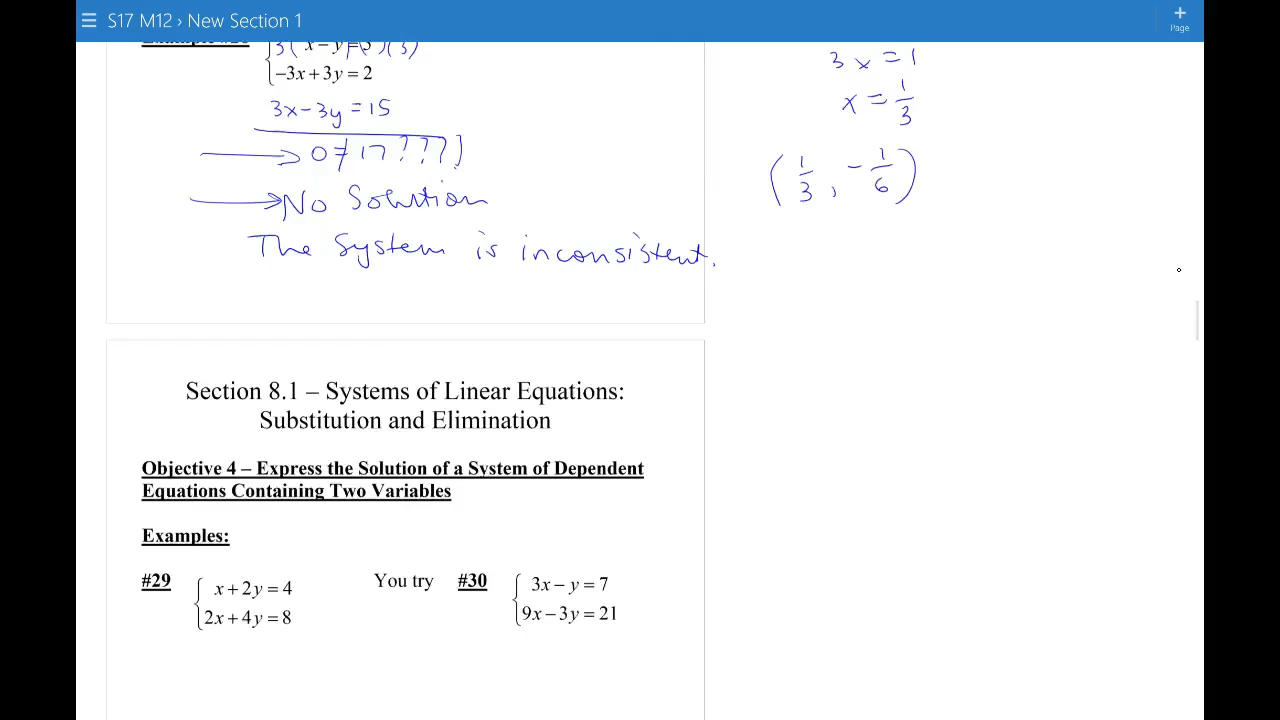 S17 M12 › New Section 1
Page
3( x − y = )(3)
−3x + 3y = 2
3x − 3y = 15
0 ≠ 17 ???
No Solution
The System is inconsistent.
3x = 1
x = 1/3
(1/3, −1/6)
Section 8.1 – Systems of Linear Equations:
Substitution and Elimination
Objective 4 – Express the Solution of a System of Dependent
Equations Containing Two Variables
Examples:
#29 x + 2y = 4
2x + 4y = 8
You try #30 3x − y = 7
9x − 3y = 21